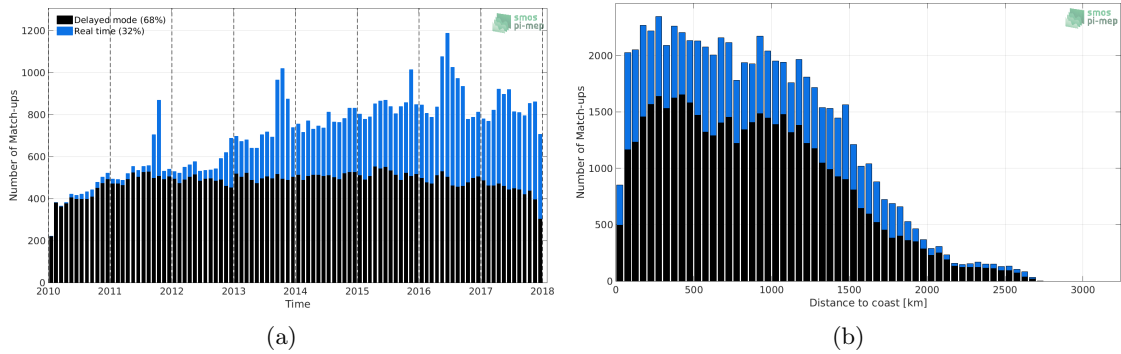 Delayed mode (68%)
Real time (32%)
smos
pi-mep
Number of Match-ups
1200
1000
800
600
400
200
0
2010 2011 2012 2013 2014 2015 2016 2017 2018
Time
(a)
smos
pi-mep
Number of Match-ups
2000
1500
1000
500
0
0 500 1000 1500 2000 2500 3000
Distance to coast [km]
(b)